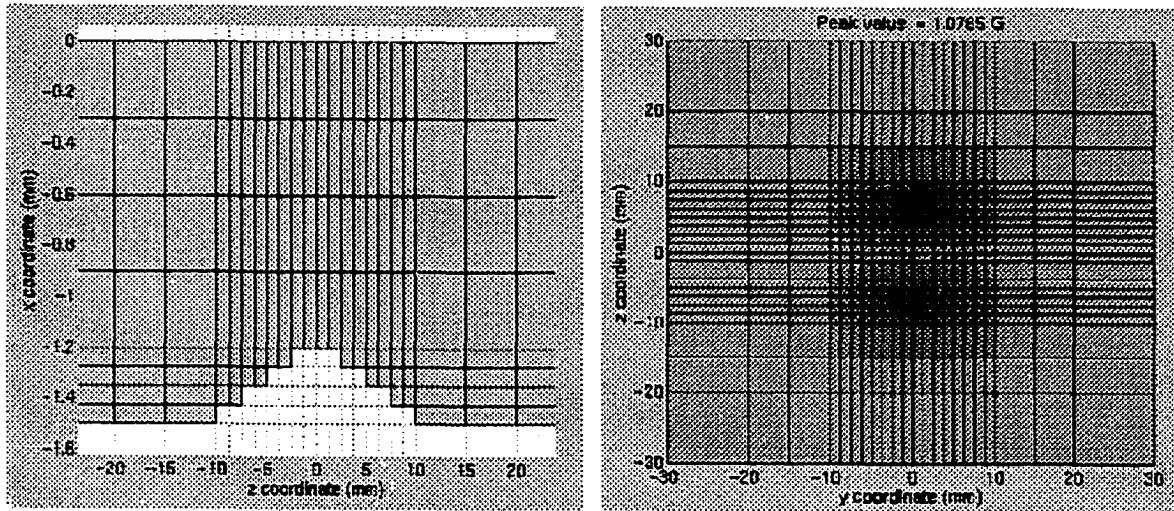 0
-0.2
-0.4
-0.6
-0.8
-1
-1.2
-1.4
-1.6
x coordinate (mm)
-20 -15 -10 -5 0 5 10 15 20
z coordinate (mm)
Peak value = 1.0765 G
30
20
10
0
-10
-20
-30
z coordinate (mm)
-30 -20 -10 0 10 20 30
y coordinate (mm)